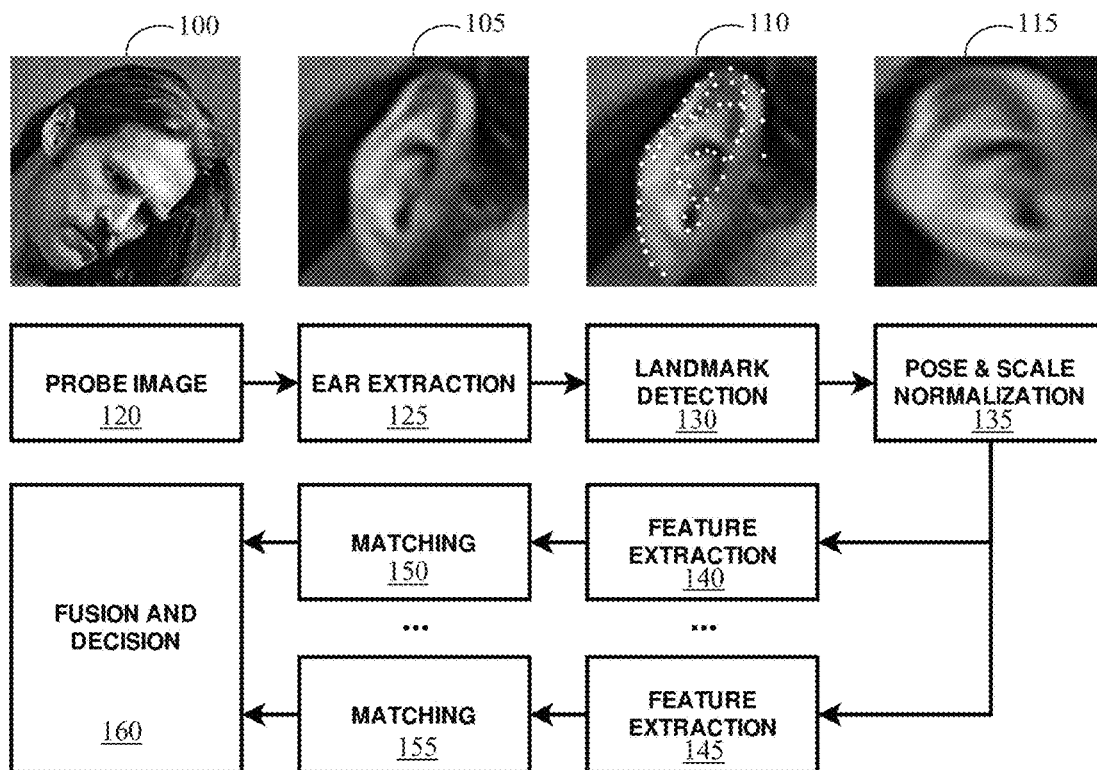 100
105
110
115
PROBE IMAGE
120
EAR EXTRACTION
125
LANDMARK
DETECTION
130
POSE & SCALE
NORMALIZATION
135
FUSION AND
DECISION
160
MATCHING
150
FEATURE
EXTRACTION
140
...
...
MATCHING
155
FEATURE
EXTRACTION
145